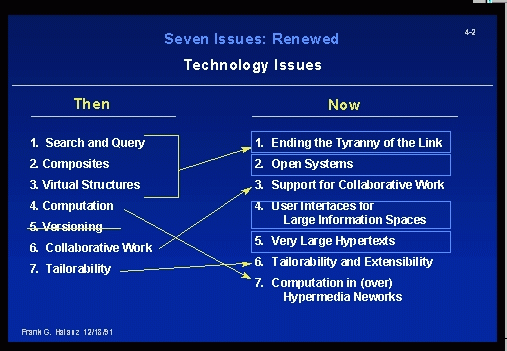 4-2
Seven Issues: Renewed
Technology Issues
Then
Now
1. Search and Query
2. Composites
3. Virtual Structures
4. Computation
5. Versioning
6. Collaborative Work
7. Tailorability
1. Ending the Tyranny of the Link
2. Open Systems
3. Support for Collaborative Work
4. User Interfaces for
Large Information Spaces
5. Very Large Hypertexts
6. Tailorability and Extensibility
7. Computation in (over)
Hypermedia Neworks
Frank G. Halasz 12/18/91